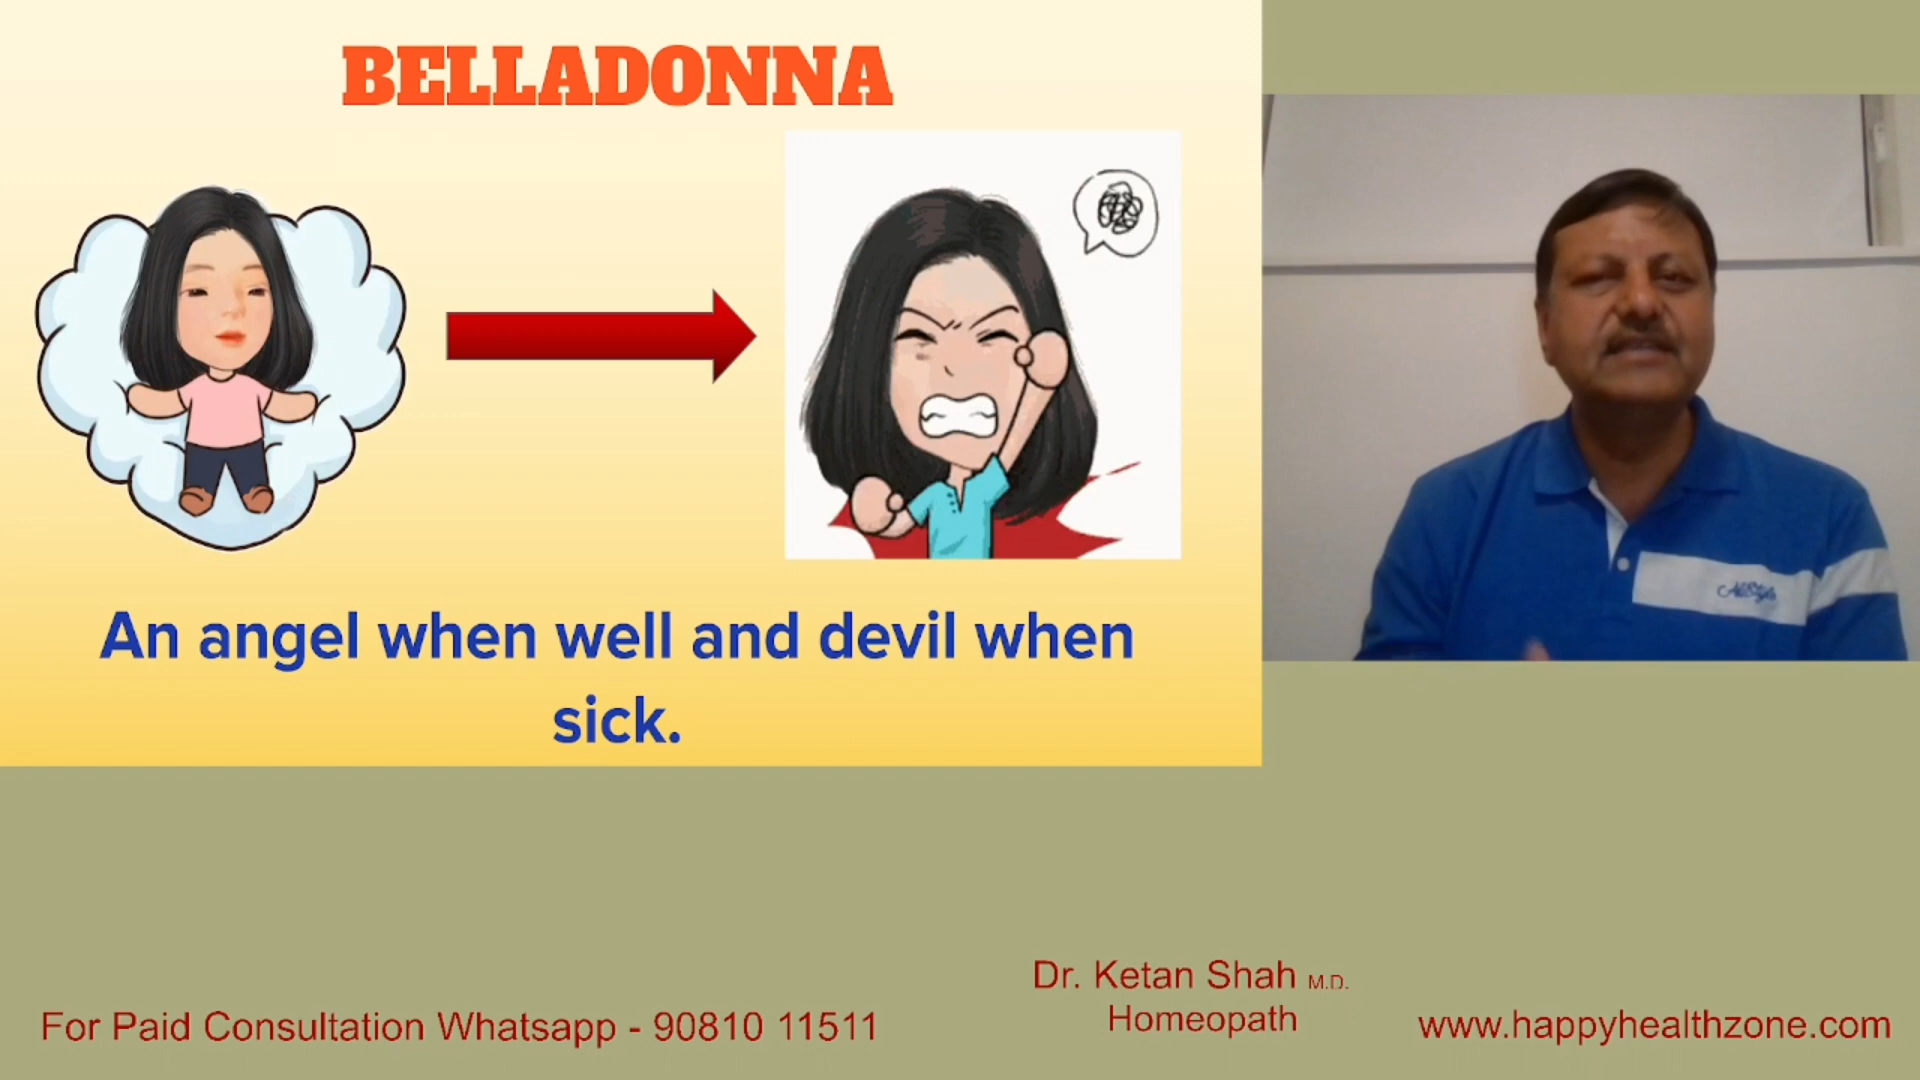 BELLADONNA
An angel when well and devil when
sick.
Dr. Ketan Shah M.D.
Homeopath
For Paid Consultation Whatsapp - 90810 11511
www.happyhealthzone.com